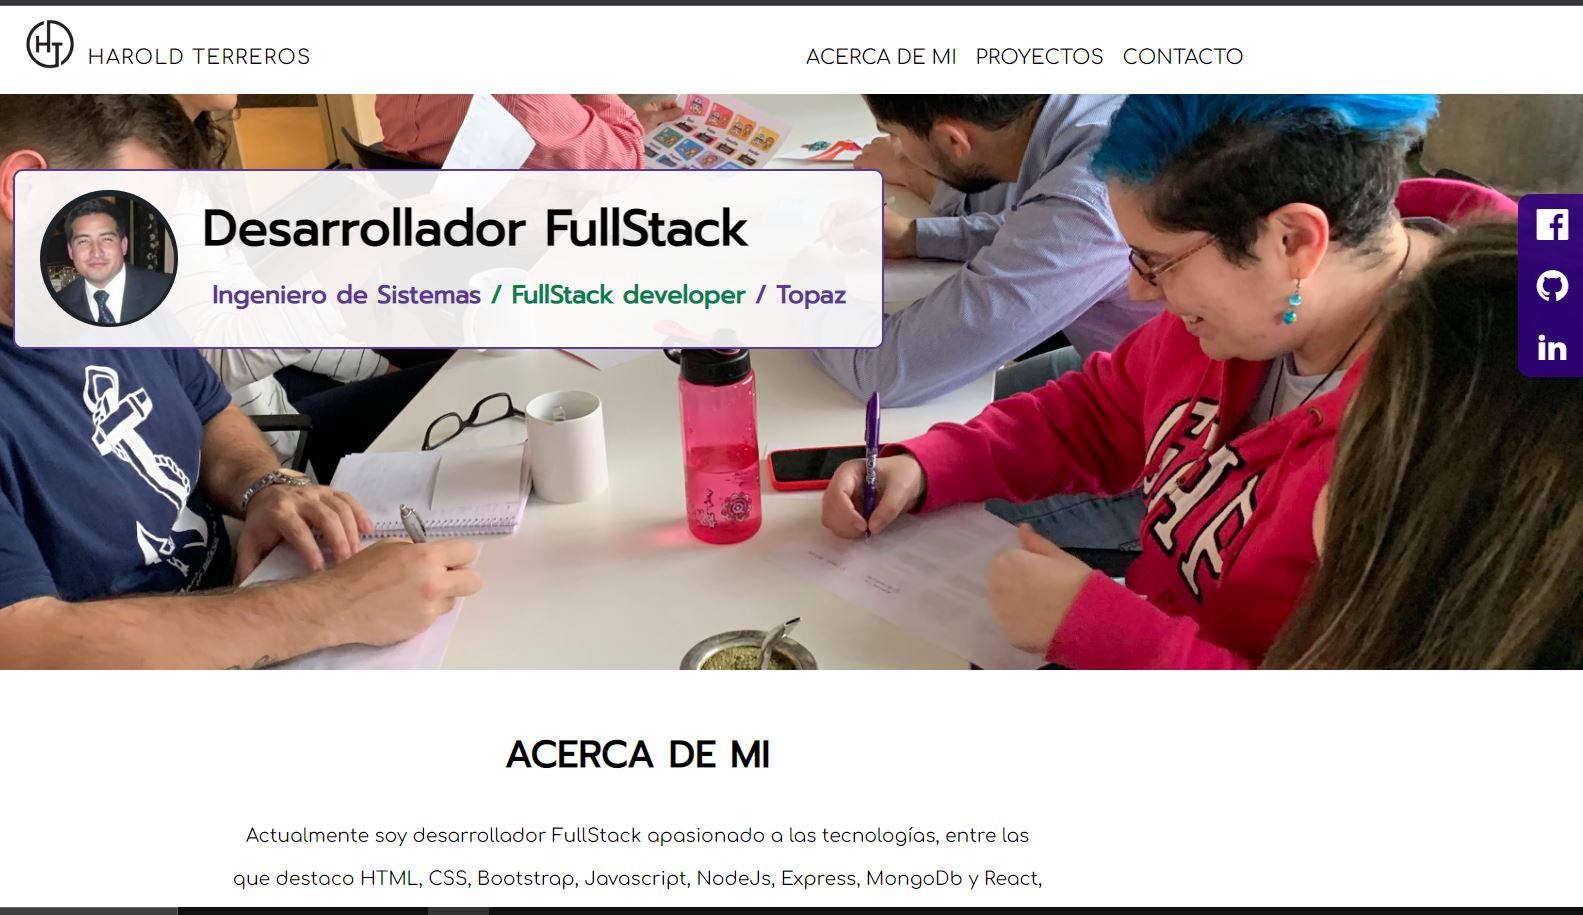 HT HAROLD TERREROS
ACERCA DE MI PROYECTOS CONTACTO
Desarrollador FullStack
Ingeniero de Sistemas / FullStack developer / Topaz
in
ACERCA DE MI
Actualmente soy desarrollador FullStack apasionado a las tecnologías, entre las
que destaco HTML, CSS, Bootstrap, Javascript, NodeJs, Express, MongoDb y React,